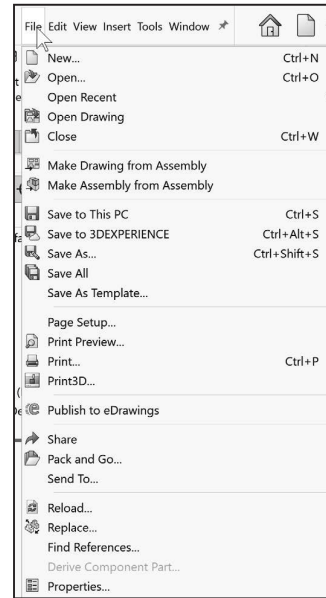 File Edit View Insert Tools Window
New... Ctrl+N
Open... Ctrl+O
Open Recent
Open Drawing
Close Ctrl+W
Make Drawing from Assembly
Make Assembly from Assembly
Save to This PC Ctrl+S
Save to 3DEXPERIENCE Ctrl+Alt+S
Save As... Ctrl+Shift+S
Save All
Save As Template...
Page Setup...
Print Preview...
Print... Ctrl+P
Print3D...
Publish to eDrawings
Share
Pack and Go...
Send To...
Reload...
Replace...
Find References...
Derive Component Part...
Properties...